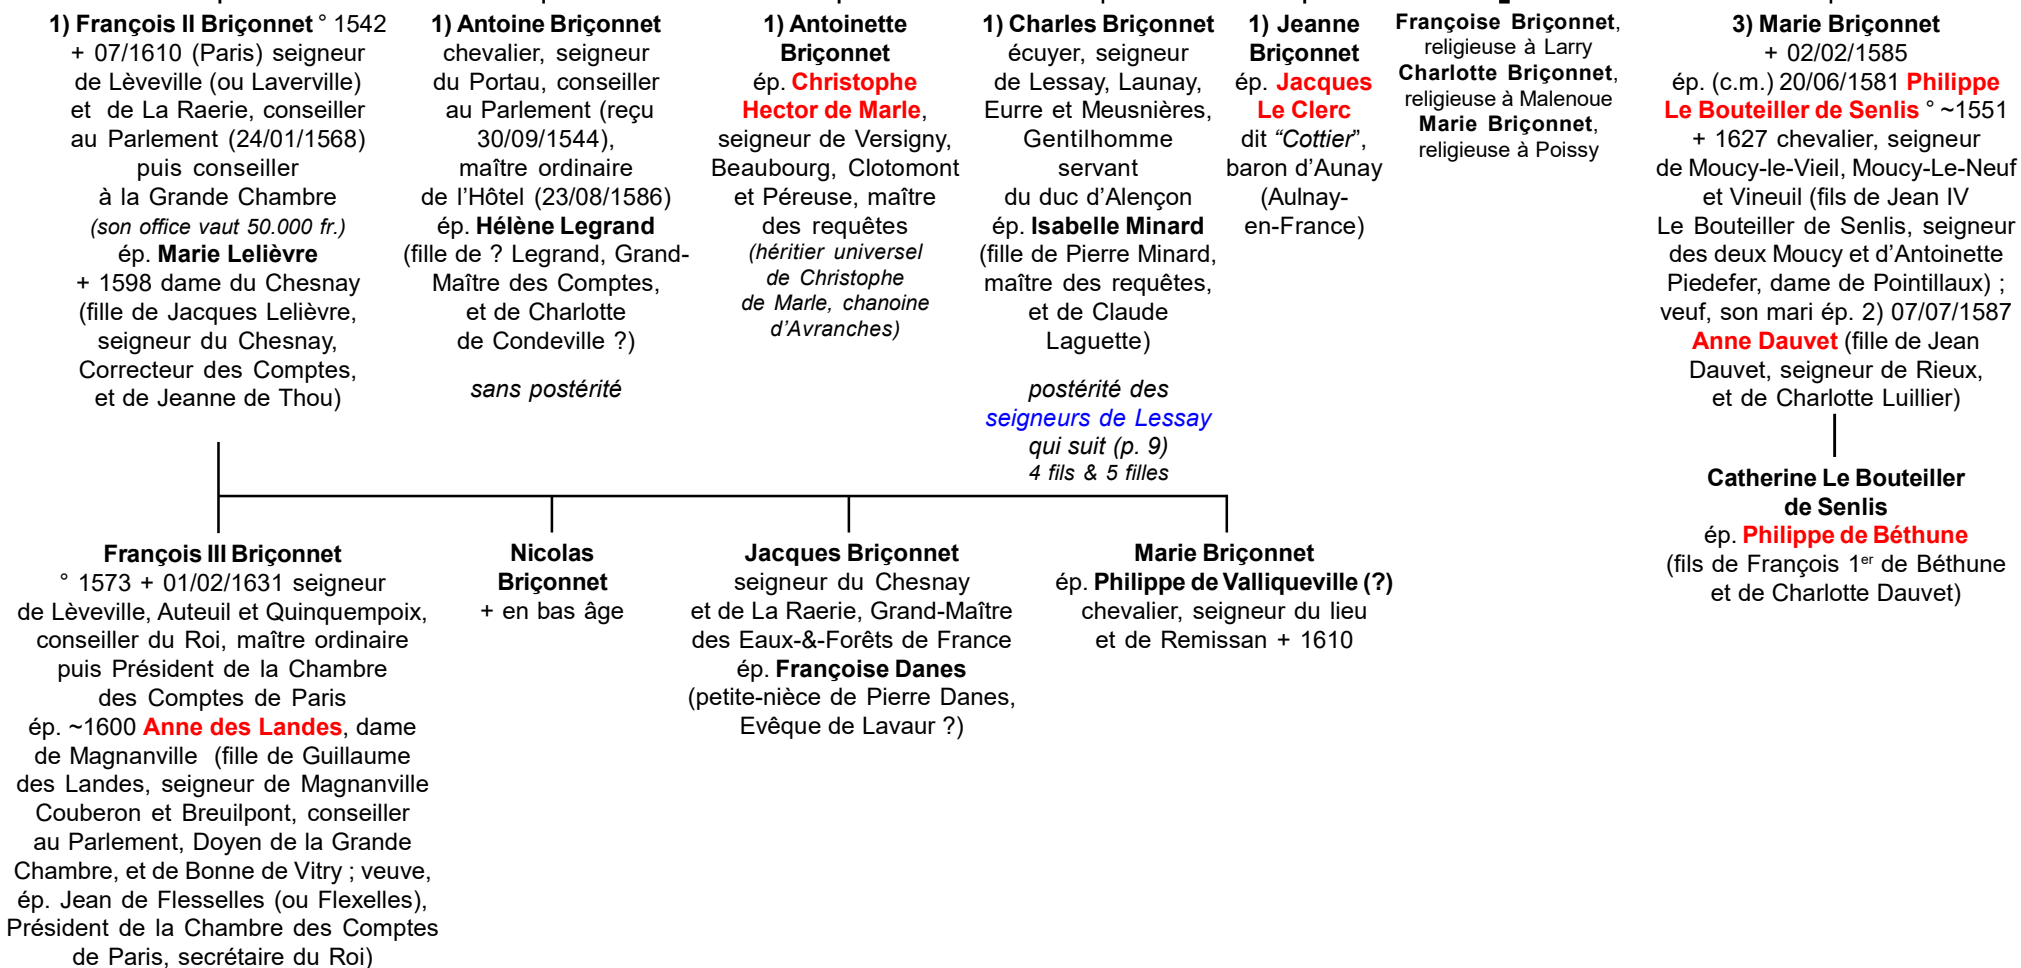 1) François II Briçonnet ° 1542
+ 07/1610 (Paris) seigneur
de Lèveville (ou Laverville)
et de La Raerie, conseiller
au Parlement (24/01/1568)
puis conseiller
à la Grande Chambre
(son office vaut 50.000 fr.)
ép. Marie Lelièvre
+ 1598 dame du Chesnay
(fille de Jacques Lelièvre,
seigneur du Chesnay,
Correcteur des Comptes,
et de Jeanne de Thou)
1) Antoine Briçonnet
chevalier, seigneur
du Portau, conseiller
au Parlement (reçu
30/09/1544),
maître ordinaire
de l'Hôtel (23/08/1586)
ép. Hélène Legrand
(fille de ? Legrand, Grand-
Maître des Comptes,
et de Charlotte
de Condeville ?)
sans postérité
1) Antoinette
Briçonnet
ép. Christophe
Hector de Marle,
seigneur de Versigny,
Beaubourg, Clotomont
et Péreuse, maître
des requêtes
(héritier universel
de Christophe
de Marle, chanoine
d'Avranches)
1) Charles Briçonnet
écuyer, seigneur
de Lessay, Launay,
Eurre et Meusnières,
Gentilhomme
servant
du duc d'Alençon
ép. Isabelle Minard
(fille de Pierre Minard,
maître des requêtes,
et de Claude
Laguette)
postérité des
seigneurs de Lessay
qui suit (p. 9)
4 fils & 5 filles
1) Jeanne
Briçonnet
ép. Jacques
Le Clerc
dit “Cottier”,
baron d'Aunay
(Aulnay-
en-France)
Françoise Briçonnet,
religieuse à Larry
Charlotte Briçonnet,
religieuse à Malenoue
Marie Briçonnet,
religieuse à Poissy
3) Marie Briçonnet
+ 02/02/1585
ép. (c.m.) 20/06/1581 Philippe
Le Bouteiller de Senlis ° ~1551
+ 1627 chevalier, seigneur
de Moucy-le-Vieil, Moucy-Le-Neuf
et Vineuil (fils de Jean IV
Le Bouteiller de Senlis, seigneur
des deux Moucy et d'Antoinette
Piedefer, dame de Pointillaux) ;
veuf, son mari ép. 2) 07/07/1587
Anne Dauvet (fille de Jean
Dauvet, seigneur de Rieux,
et de Charlotte Luillier)
François III Briçonnet
° 1573 + 01/02/1631 seigneur
de Lèveville, Auteuil et Quinquempoix,
conseiller du Roi, maître ordinaire
puis Président de la Chambre
des Comptes de Paris
ép. ~1600 Anne des Landes, dame
de Magnanville (fille de Guillaume
des Landes, seigneur de Magnanville
Couberon et Breuilpont, conseiller
au Parlement, Doyen de la Grande
Chambre, et de Bonne de Vitry ; veuve,
ép. Jean de Flesselles (ou Flexelles),
Président de la Chambre des Comptes
de Paris, secrétaire du Roi)
Nicolas
Briçonnet
+ en bas âge
Jacques Briçonnet
seigneur du Chesnay
et de La Raerie, Grand-Maître
des Eaux-&-Forêts de France
ép. Françoise Danes
(petite-nièce de Pierre Danes,
Evêque de Lavaur ?)
Marie Briçonnet
ép. Philippe de Valliqueville (?)
chevalier, seigneur du lieu
et de Remissan + 1610
Catherine Le Bouteiller
de Senlis
ép. Philippe de Béthune
(fils de François 1er de Béthune
et de Charlotte Dauvet)